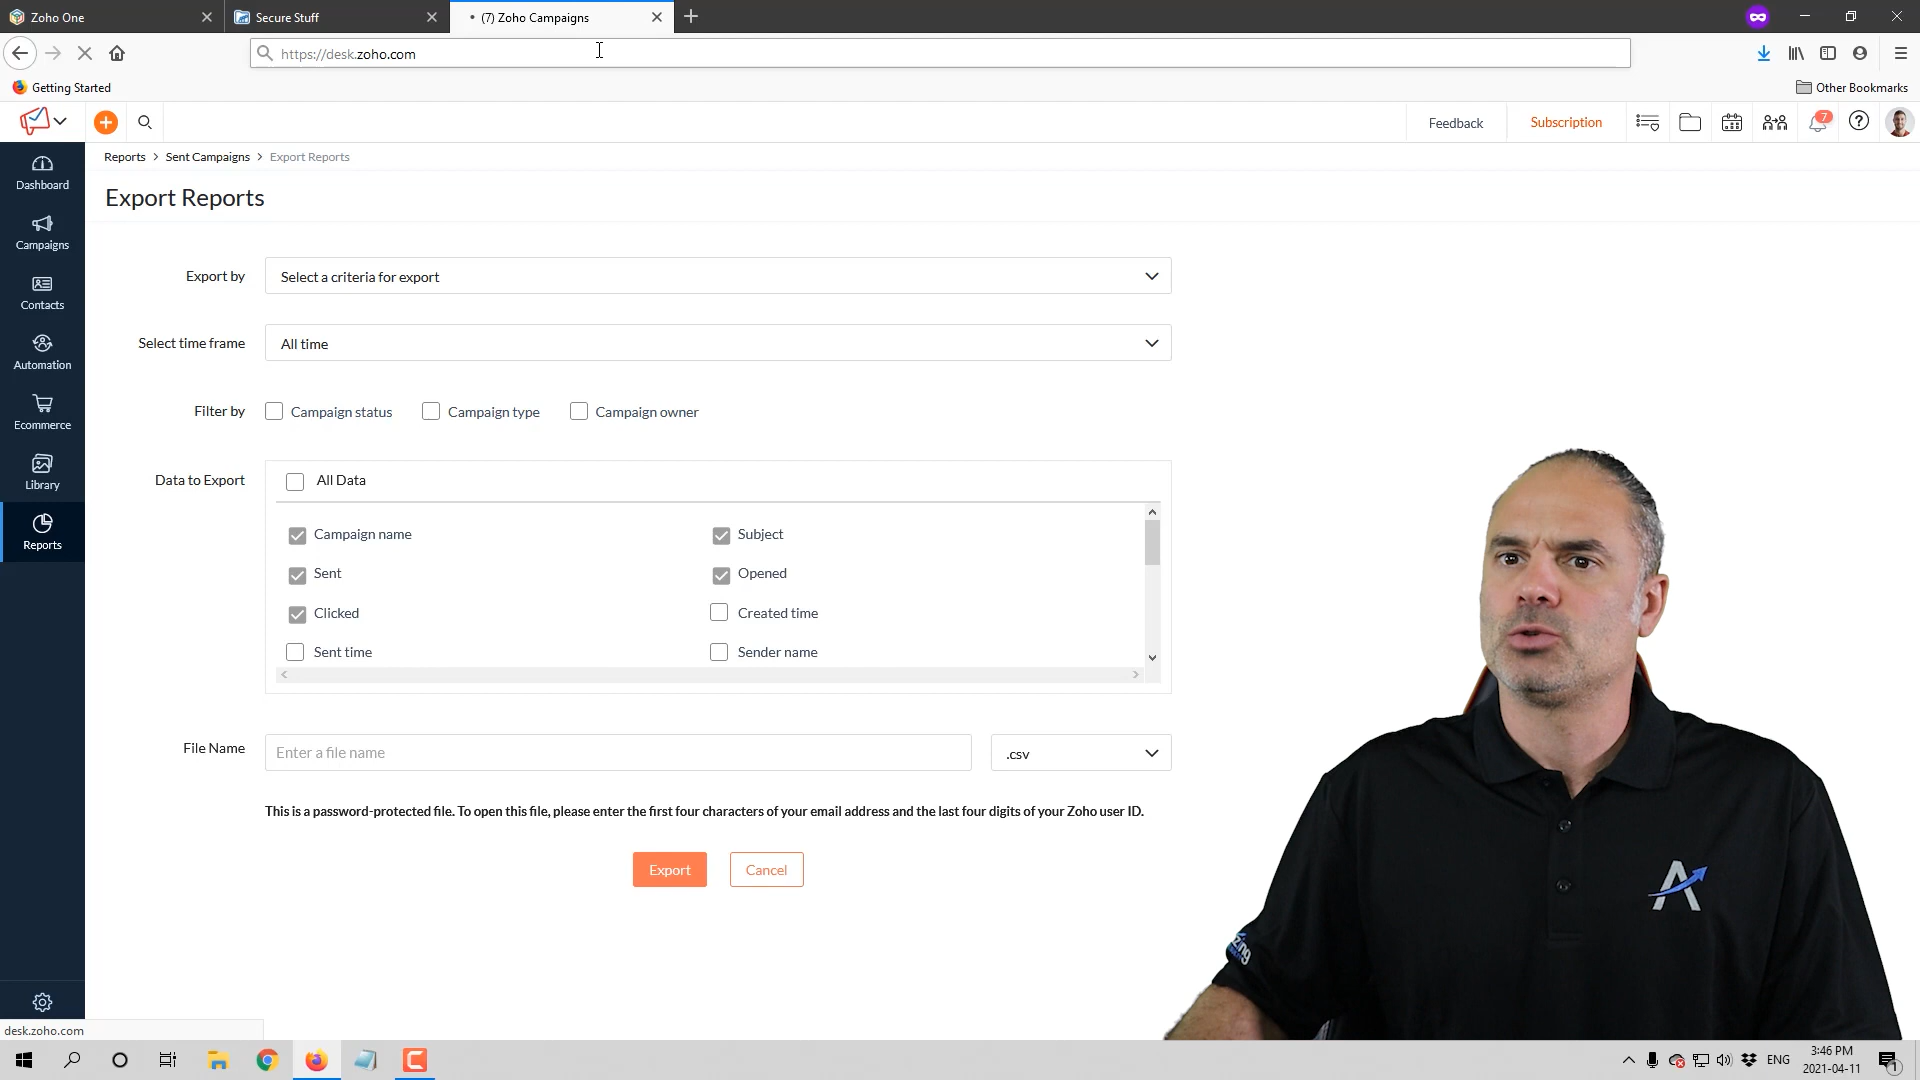 Zoho One
Secure Stuff
(7) Zoho Campaigns
https://desk.zoho.com
Getting Started
Other Bookmarks
Feedback
Subscription
7
Reports > Sent Campaigns > Export Reports
Export Reports
Dashboard
Campaigns
Contacts
Automation
Ecommerce
Library
Reports
Export by
Select a criteria for export
Select time frame
All time
Filter by
Campaign status
Campaign type
Campaign owner
Data to Export
All Data
Campaign name
Subject
Sent
Opened
Clicked
Created time
Sent time
Sender name
File Name
Enter a file name
.csv
This is a password-protected file. To open this file, please enter the first four characters of your email address and the last four digits of your Zoho user ID.
Export
Cancel
desk.zoho.com
ENG
3:46 PM
2021-04-11
1